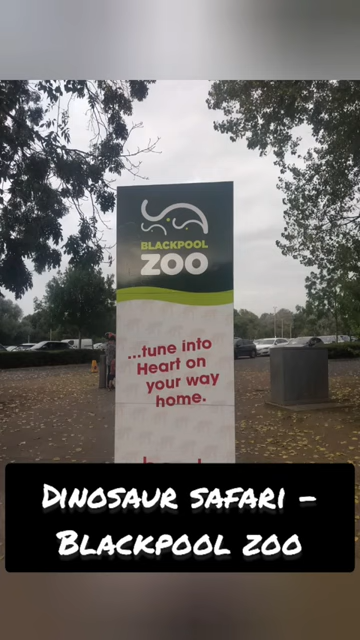 BLACKPOOL
ZOO
...tune into
Heart on
your way
home.
DINOSAUR SAFARI -
BLACKPOOL ZOO